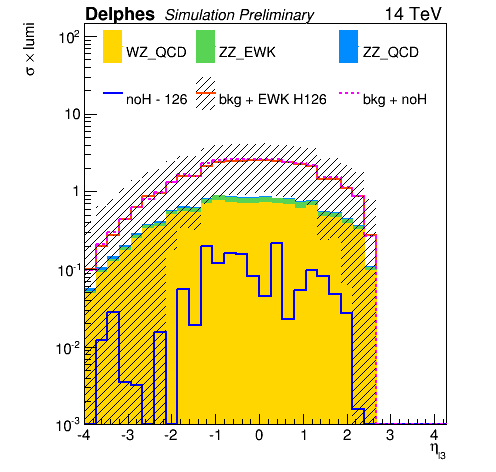 Delphes Simulation Preliminary 14 TeV
σ × lumi
WZ_QCD ZZ_EWK ZZ_QCD
noH - 126 bkg + EWK H126 bkg + noH
10²
10
1
10⁻¹
10⁻²
10⁻³
-4 -3 -2 -1 0 1 2 3 4
η_l3